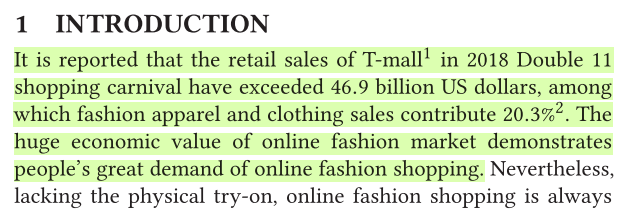 1 INTRODUCTION
It is reported that the retail sales of T-mall¹ in 2018 Double 11
shopping carnival have exceeded 46.9 billion US dollars, among
which fashion apparel and clothing sales contribute 20.3%². The
huge economic value of online fashion market demonstrates
people's great demand of online fashion shopping. Nevertheless,
lacking the physical try-on, online fashion shopping is always